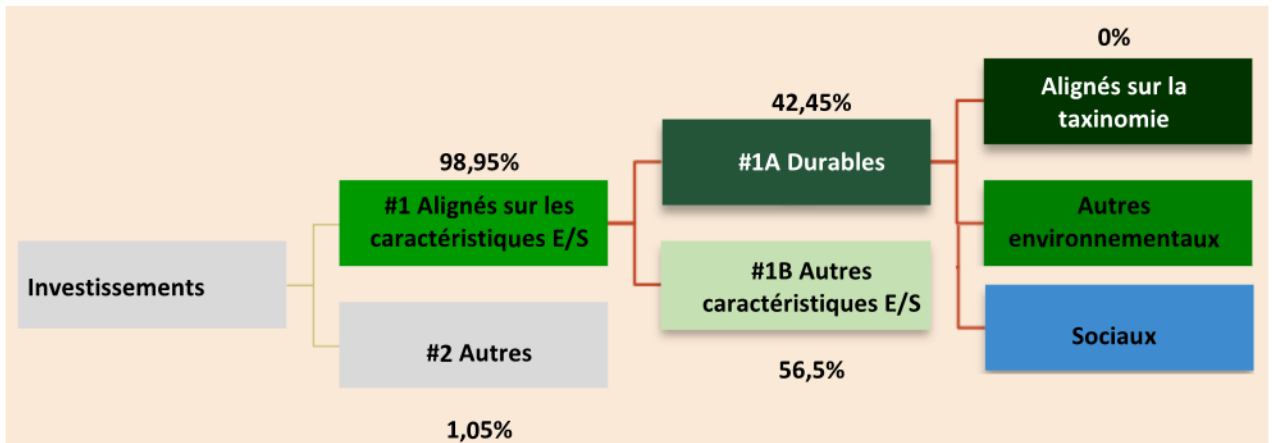 0%
Alignés sur la
taxinomie
42,45%
#1A Durables
98,95%
#1 Alignés sur les
caractéristiques E/S
Autres
environnementaux
Investissements
#1B Autres
caractéristiques E/S
#2 Autres
Sociaux
56,5%
1,05%